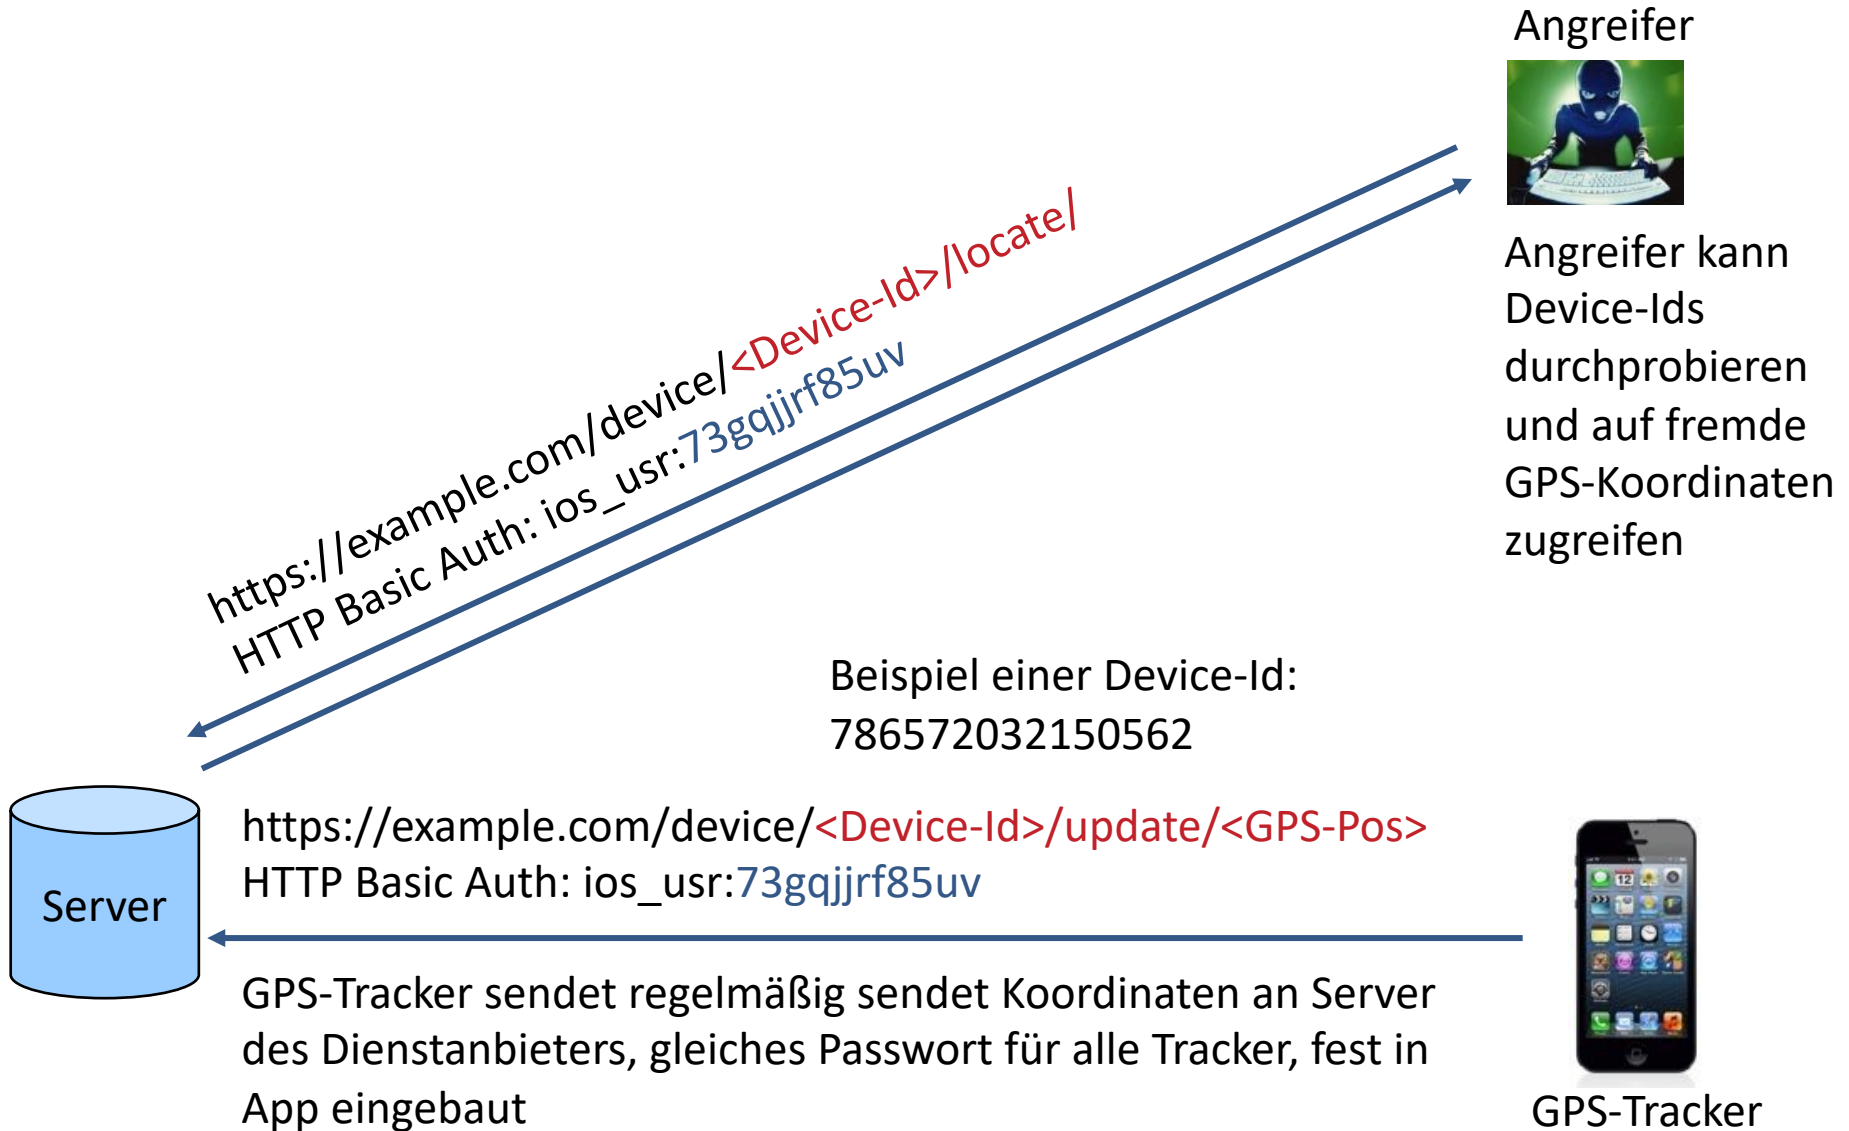 Angreifer
Angreifer kann
Device-Ids
durchprobieren
und auf fremde
GPS-Koordinaten
zugreifen
https://example.com/device/<Device-Id>/locate/
HTTP Basic Auth: ios_usr:73gqjjrf85uv
Beispiel einer Device-Id:
786572032150562
Server
https://example.com/device/<Device-Id>/update/<GPS-Pos>
HTTP Basic Auth: ios_usr:73gqjjrf85uv
GPS-Tracker sendet regelmäßig sendet Koordinaten an Server
des Dienstanbieters, gleiches Passwort für alle Tracker, fest in
App eingebaut
12
GPS-Tracker